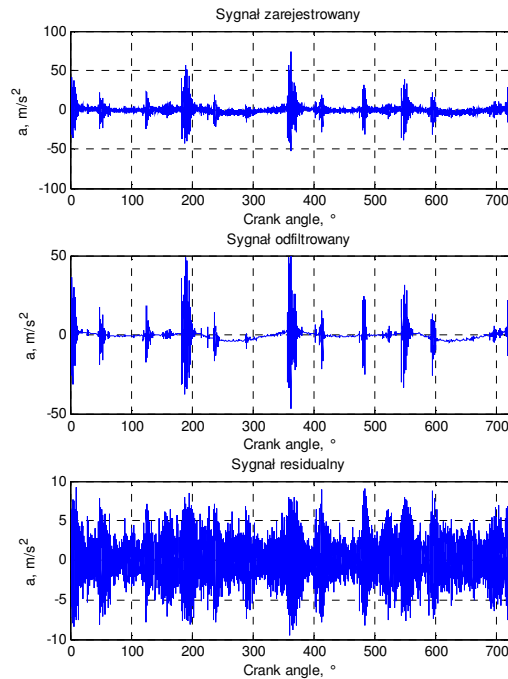 Sygnał zarejestrowany
100
50
0
-50
-100
a, m/s²
0 100 200 300 400 500 600 700
Crank angle, °
Sygnał odfiltrowany
50
0
-50
a, m/s²
0 100 200 300 400 500 600 700
Crank angle, °
Sygnał residualny
10
5
0
-5
-10
a, m/s²
0 100 200 300 400 500 600 700
Crank angle, °